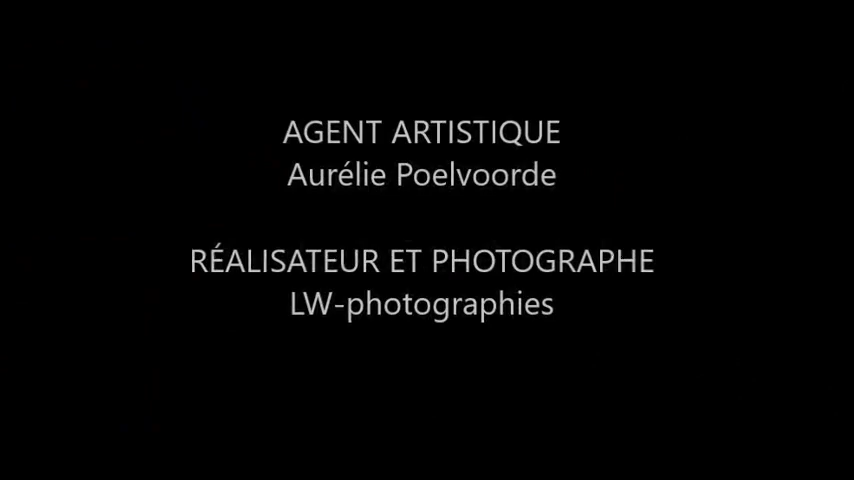 AGENT ARTISTIQUE
Aurélie Poelvoorde
RÉALISATEUR ET PHOTOGRAPHE
LW-photographies